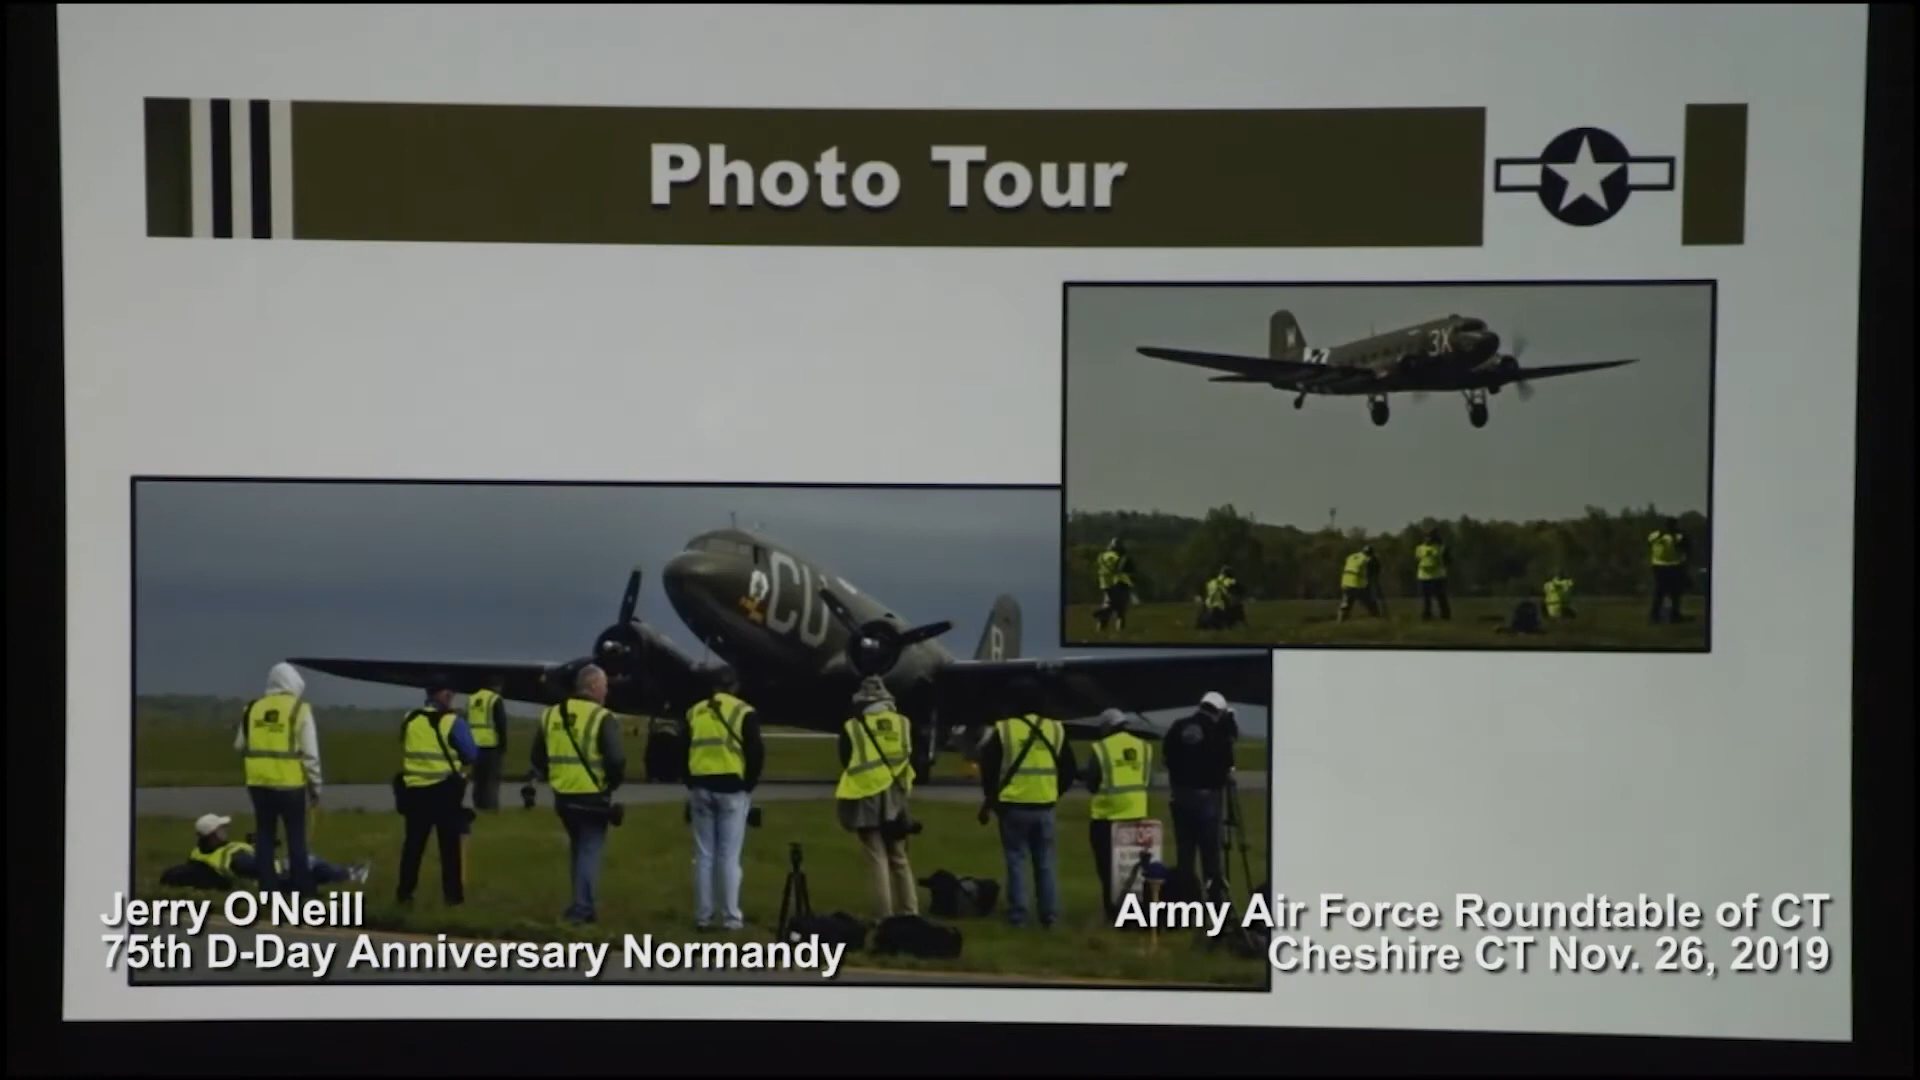 Photo Tour
3X
CU
B
STOP
Jerry O'Neill
75th D-Day Anniversary Normandy
Army Air Force Roundtable of CT
Cheshire CT Nov. 26, 2019